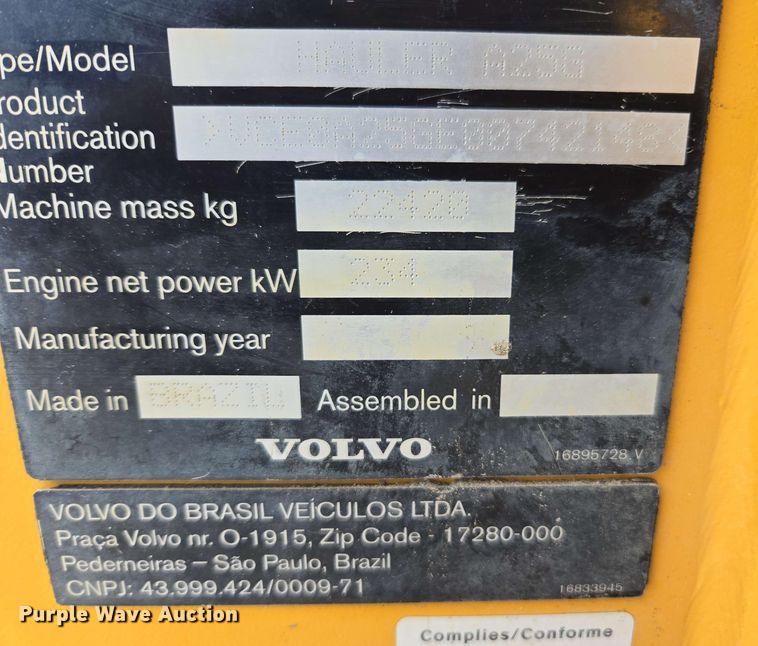 pe/Model HAULER A25G
roduct
dentification >VCE0A25GE00742148<
Number
Machine mass kg 22420
Engine net power kW 234
Manufacturing year
Made in BRAZIL Assembled in
VOLVO 16895728 V
VOLVO DO BRASIL VEÍCULOS LTDA.
Praça Volvo nr. O-1915, Zip Code - 17280-000
Pederneiras – São Paulo, Brazil
CNPJ: 43.999.424/0009-71 16833945
Purple Wave Auction
Complies/Conforme